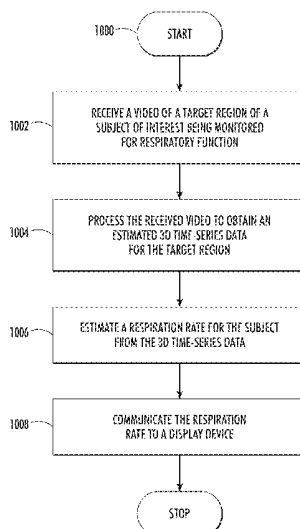 1000
START
1002
RECEIVE A VIDEO OF A TARGET REGION OF A
SUBJECT OF INTEREST BEING MONITORED
FOR RESPIRATORY FUNCTION
1004
PROCESS THE RECEIVED VIDEO TO OBTAIN AN
ESTIMATED 3D TIME-SERIES DATA
FOR THE TARGET REGION
1006
ESTIMATE A RESPIRATION RATE FOR THE SUBJECT
FROM THE 3D TIME-SERIES DATA
1008
COMMUNICATE THE RESPIRATION
RATE TO A DISPLAY DEVICE
STOP